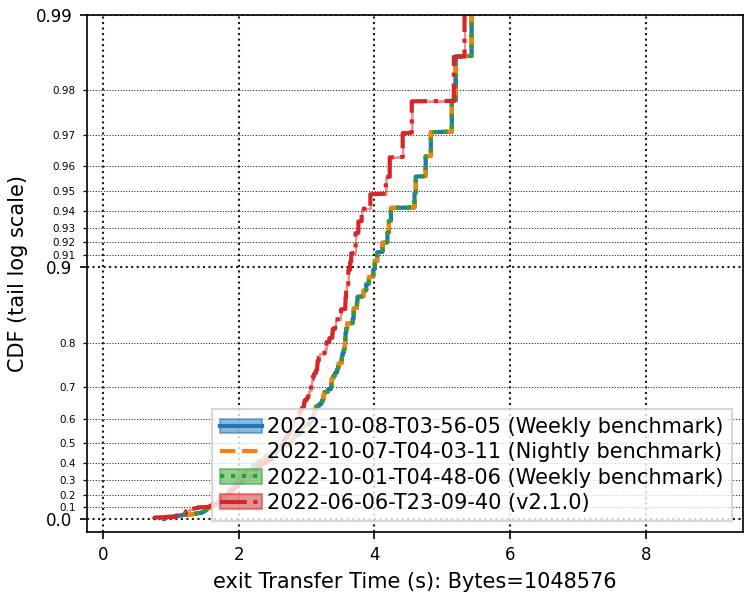 0.99
0.98
0.97
0.96
0.95
0.94
0.93
0.92
0.91
0.9
0.8
0.7
0.6
0.5
0.4
0.3
0.2
0.1
0.0
CDF (tail log scale)
2022-10-08-T03-56-05 (Weekly benchmark)
2022-10-07-T04-03-11 (Nightly benchmark)
2022-10-01-T04-48-06 (Weekly benchmark)
2022-06-06-T23-09-40 (v2.1.0)
0 2 4 6 8
exit Transfer Time (s): Bytes=1048576